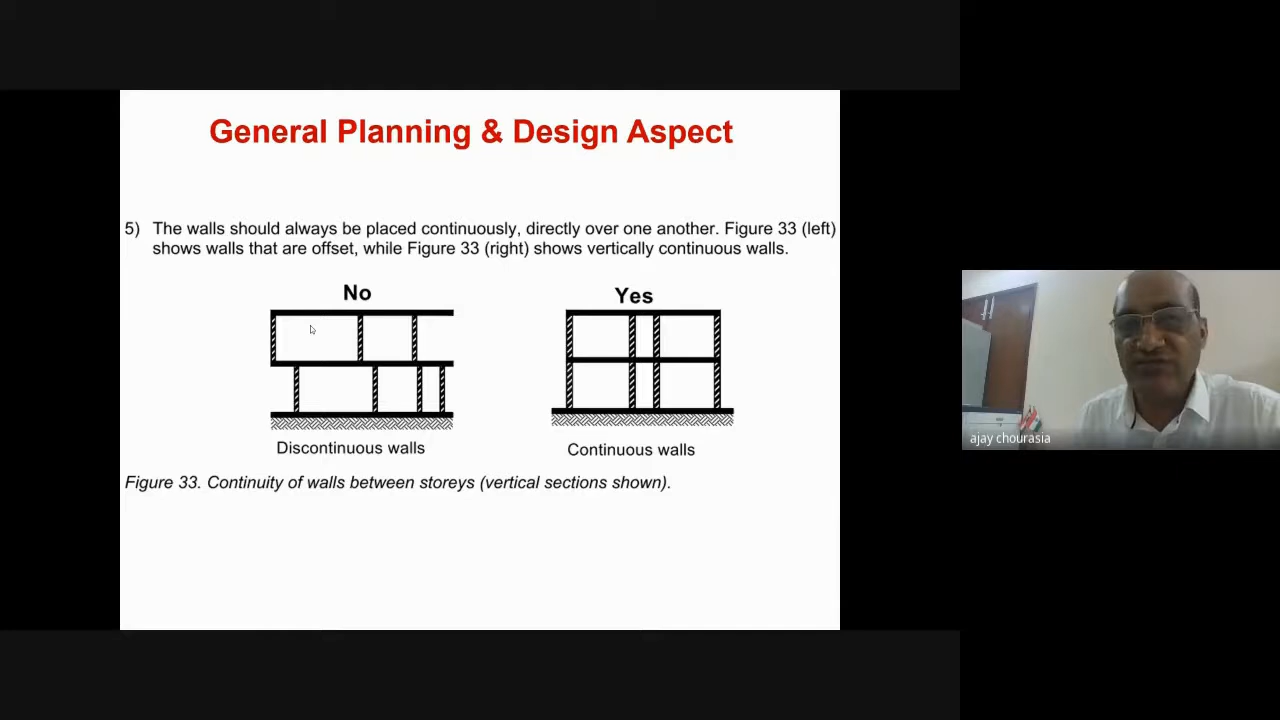 General Planning & Design Aspect
5) The walls should always be placed continuously, directly over one another. Figure 33 (left)
shows walls that are offset, while Figure 33 (right) shows vertically continuous walls.
No
Yes
Discontinuous walls
Continuous walls
Figure 33. Continuity of walls between storeys (vertical sections shown).
ajay chourasia